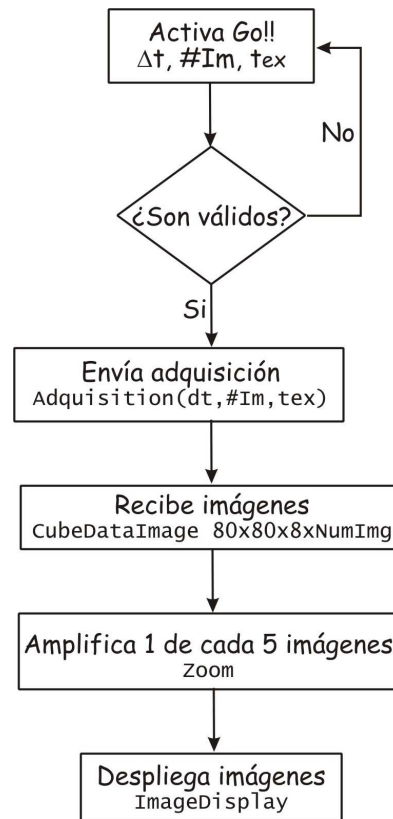 Activa Go!!
Δt, #Im, tex
No
¿Son válidos?
Si
Envía adquisición
Adquisition(dt,#Im,tex)
Recibe imágenes
CubeDataImage 80x80x8xNumImg
Amplifica 1 de cada 5 imágenes
Zoom
Despliega imágenes
ImageDisplay